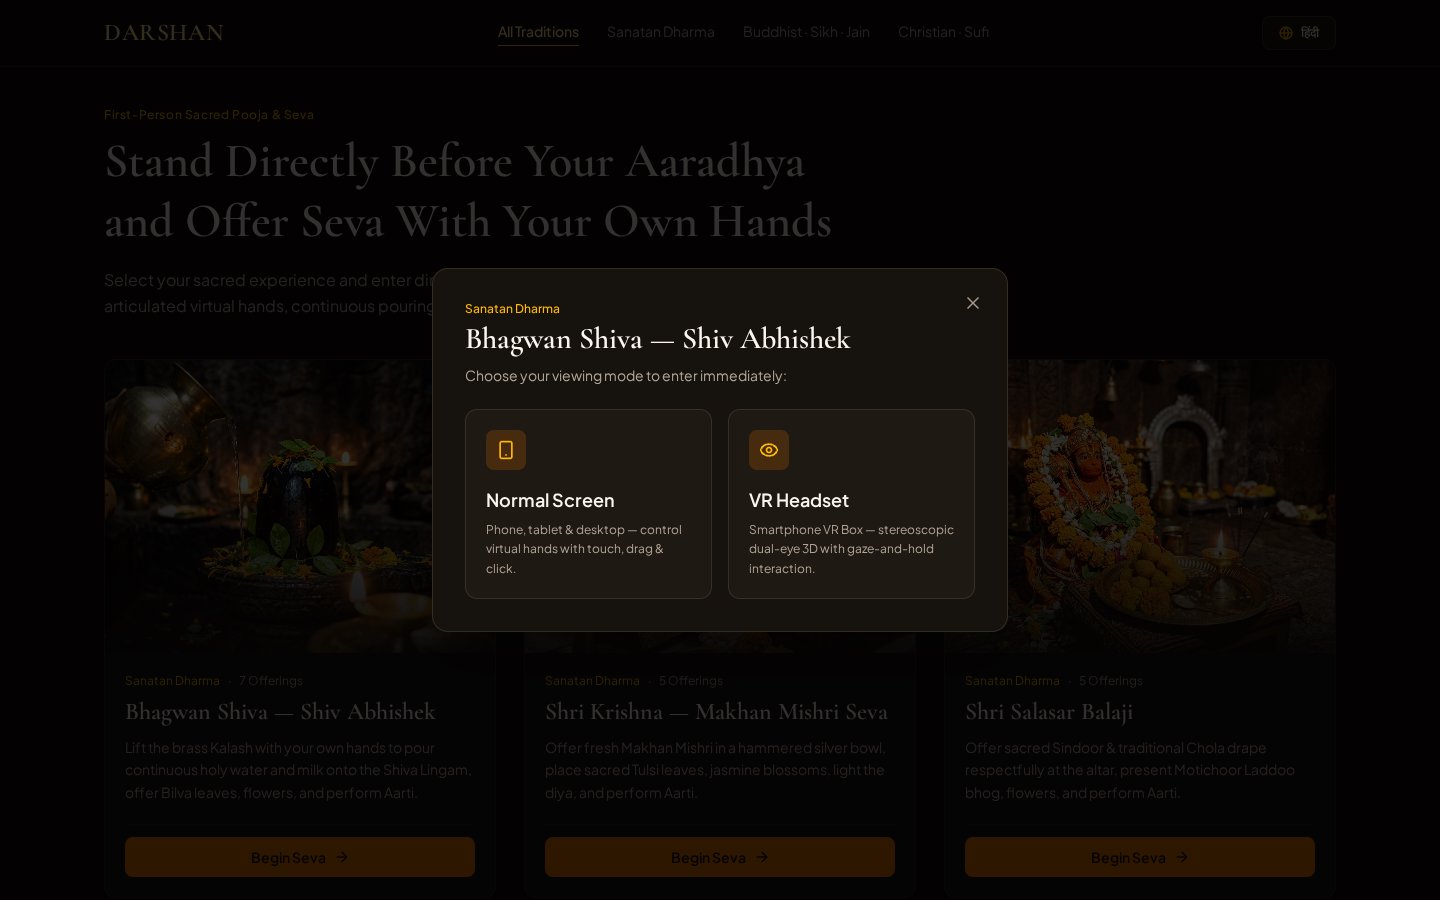 DARSHAN
All Traditions
Sanatan Dharma
Buddhist · Sikh · Jain
Christian · Sufi
हिंदी
First-Person Sacred Pooja & Seva
Stand Directly Before Your Aaradhya
and Offer Seva With Your Own Hands
Select your sacred experience and enter
articulated virtual hands, continuous pouring
Sanatan Dharma
Bhagwan Shiva — Shiv Abhishek
Choose your viewing mode to enter immediately:
Normal Screen
Phone, tablet & desktop — control
virtual hands with touch, drag &
click.
VR Headset
Smartphone VR Box — stereoscopic
dual-eye 3D with gaze-and-hold
interaction.
Sanatan Dharma · 7 Offerings
Bhagwan Shiva — Shiv Abhishek
Lift the brass Kalash with your own hands to pour
continuous holy water and milk onto the Shiva Lingam,
offer Bilva leaves, flowers, and perform Aarti.
Begin Seva
Sanatan Dharma · 5 Offerings
Shri Krishna — Makhan Mishri Seva
Offer fresh Makhan Mishri in a hammered silver bowl,
place sacred Tulsi leaves, jasmine blossoms, light the
diya, and perform Aarti.
Begin Seva
Sanatan Dharma · 5 Offerings
Shri Salasar Balaji
Offer sacred Sindoor & traditional Chola drape
respectfully at the altar, present Motichoor Laddoo
bhog, flowers, and perform Aarti.
Begin Seva